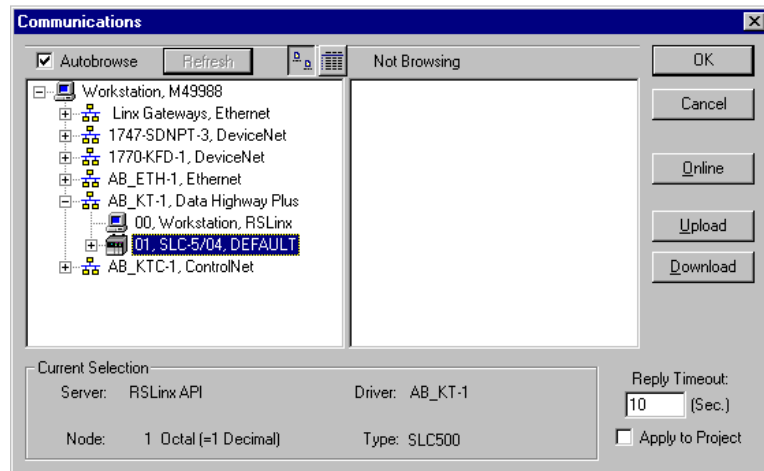 Communications
Autobrowse
Refresh
Not Browsing
OK
Workstation, M49988
Cancel
Linx Gateways, Ethernet
1747-SDNPT-3, DeviceNet
1770-KFD-1, DeviceNet
Online
AB_ETH-1, Ethernet
AB_KT-1, Data Highway Plus
00, Workstation, RSLinx
Upload
01, SLC-5/04, DEFAULT
AB_KTC-1, ControlNet
Download
Current Selection
Server: RSLinx API Driver: AB_KT-1
Node: 1 Octal (=1 Decimal) Type: SLC500
Reply Timeout:
10 (Sec.)
Apply to Project